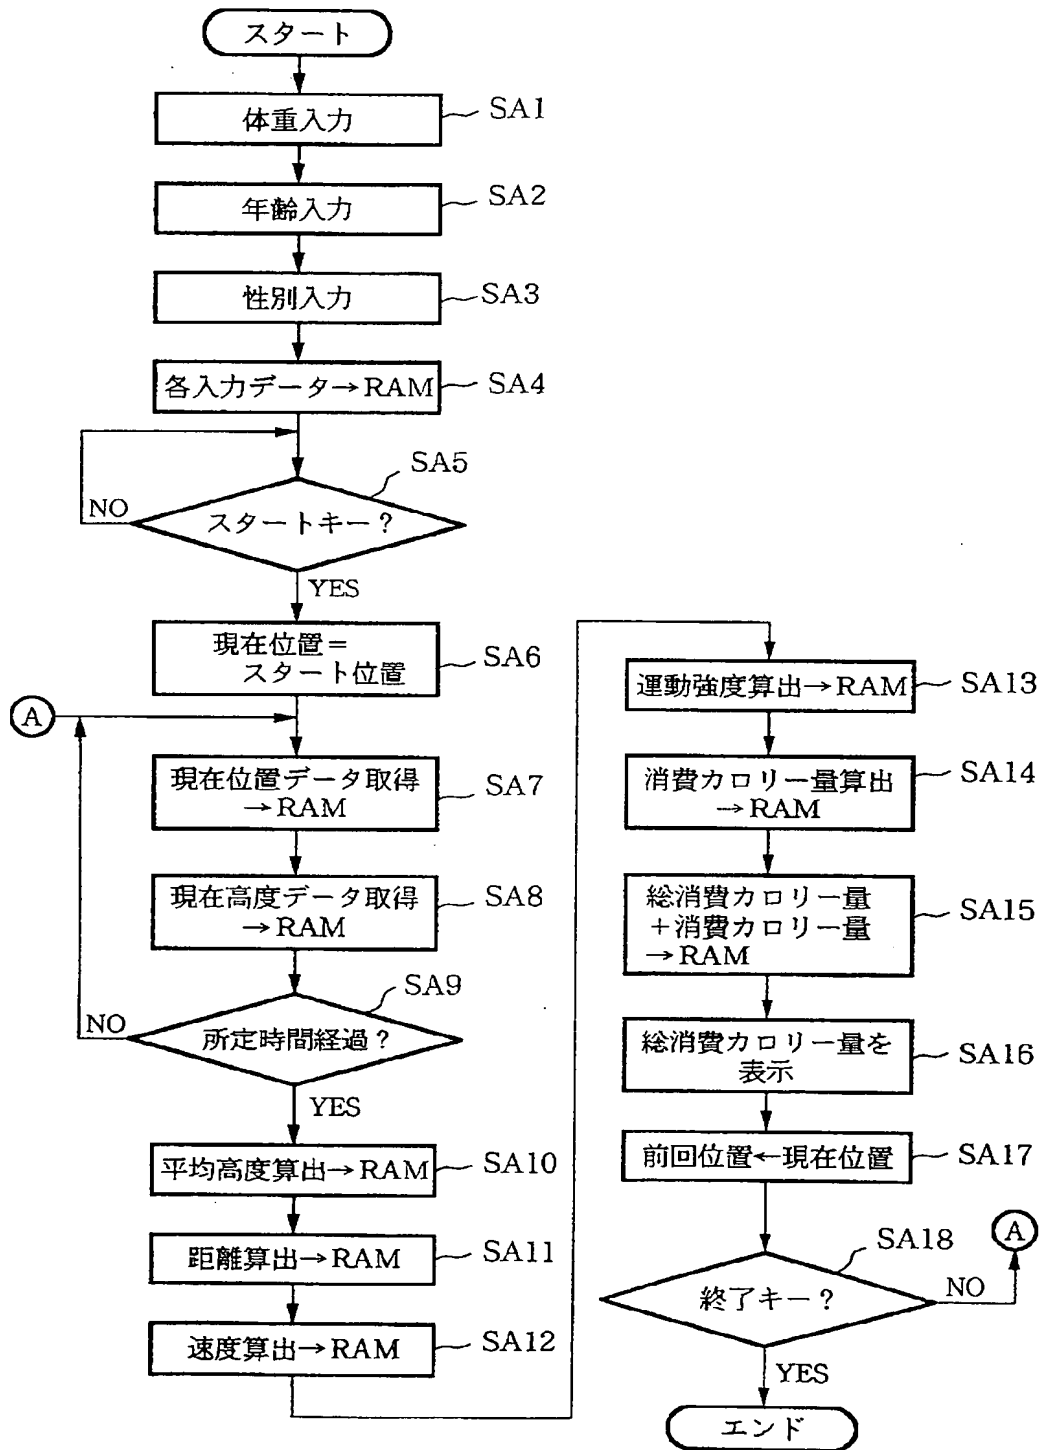 スタート
体重入力
SA1
年齢入力
SA2
性別入力
SA3
各入力データ→RAM
SA4
SA5
NO
スタートキー?
YES
現在位置=
スタート位置
SA6
A
現在位置データ取得
→RAM
SA7
現在高度データ取得
→RAM
SA8
SA9
NO
所定時間経過?
YES
平均高度算出→RAM
SA10
距離算出→RAM
SA11
速度算出→RAM
SA12
運動強度算出→RAM
SA13
消費カロリー量算出
→RAM
SA14
総消費カロリー量
+消費カロリー量
→RAM
SA15
総消費カロリー量を
表示
SA16
前回位置←現在位置
SA17
A
SA18
終了キー?
NO
YES
エンド